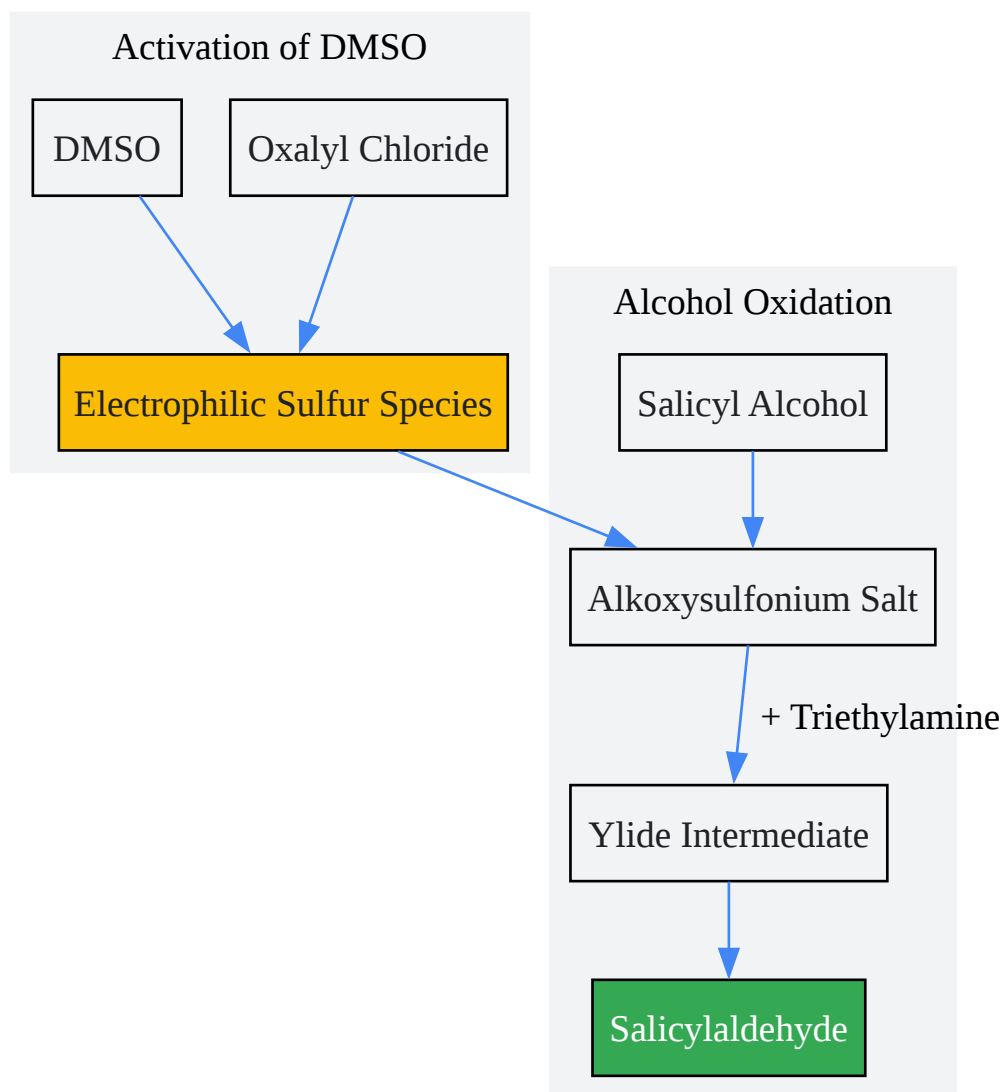 Activation of DMSO
DMSO
Oxalyl Chloride
Electrophilic Sulfur Species
Alcohol Oxidation
Salicyl Alcohol
Alkoxysulfonium Salt
+ Triethylamine
Ylide Intermediate
Salicylaldehyde